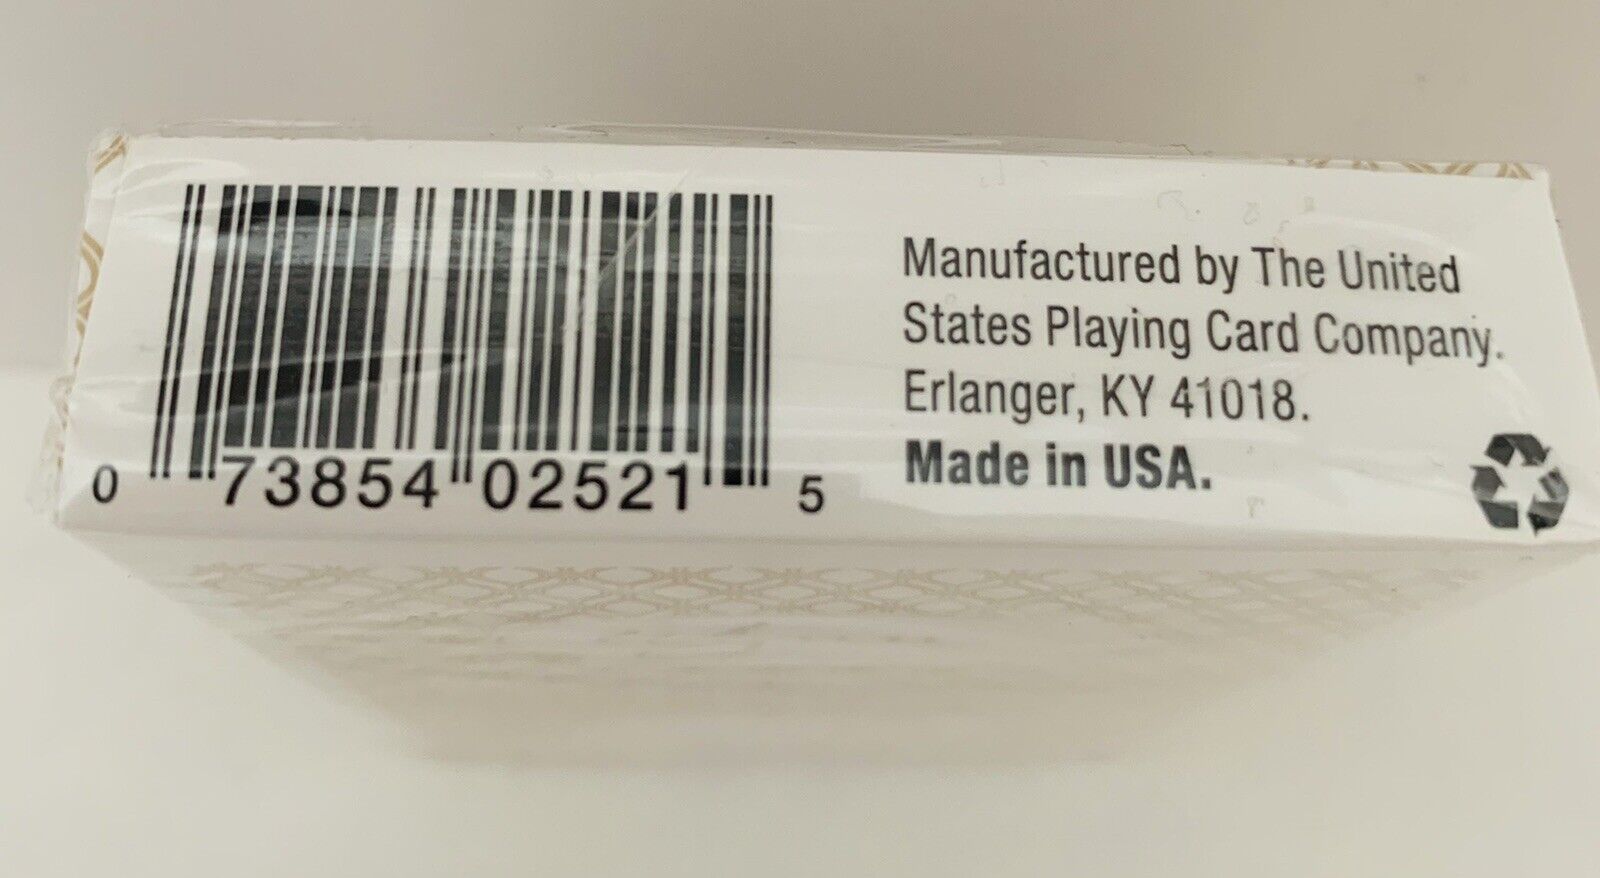 0 73854 02521 5
Manufactured by The United
States Playing Card Company.
Erlanger, KY 41018.
Made in USA.